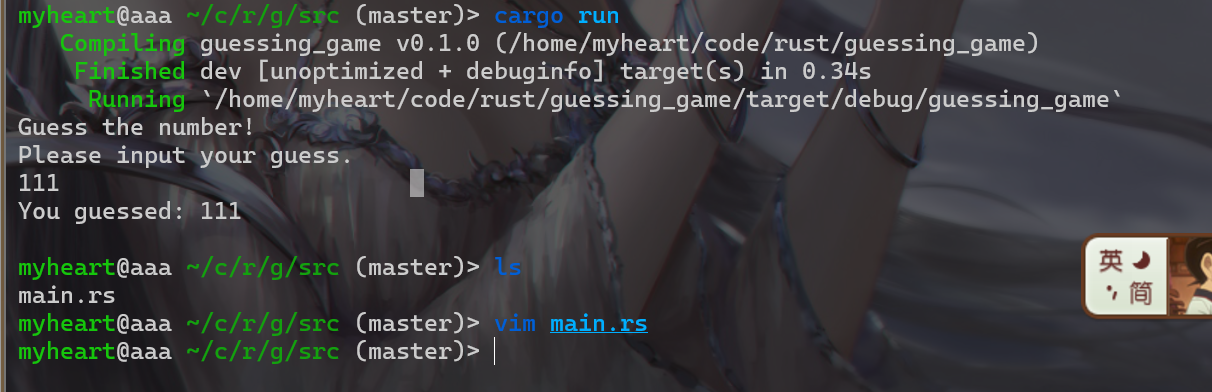 myheart@aaa ~/c/r/g/src (master)> cargo run
   Compiling guessing_game v0.1.0 (/home/myheart/code/rust/guessing_game)
    Finished dev [unoptimized + debuginfo] target(s) in 0.34s
     Running `/home/myheart/code/rust/guessing_game/target/debug/guessing_game`
Guess the number!
Please input your guess.
111
You guessed: 111

myheart@aaa ~/c/r/g/src (master)> ls
main.rs
myheart@aaa ~/c/r/g/src (master)> vim main.rs
myheart@aaa ~/c/r/g/src (master)>
英
简